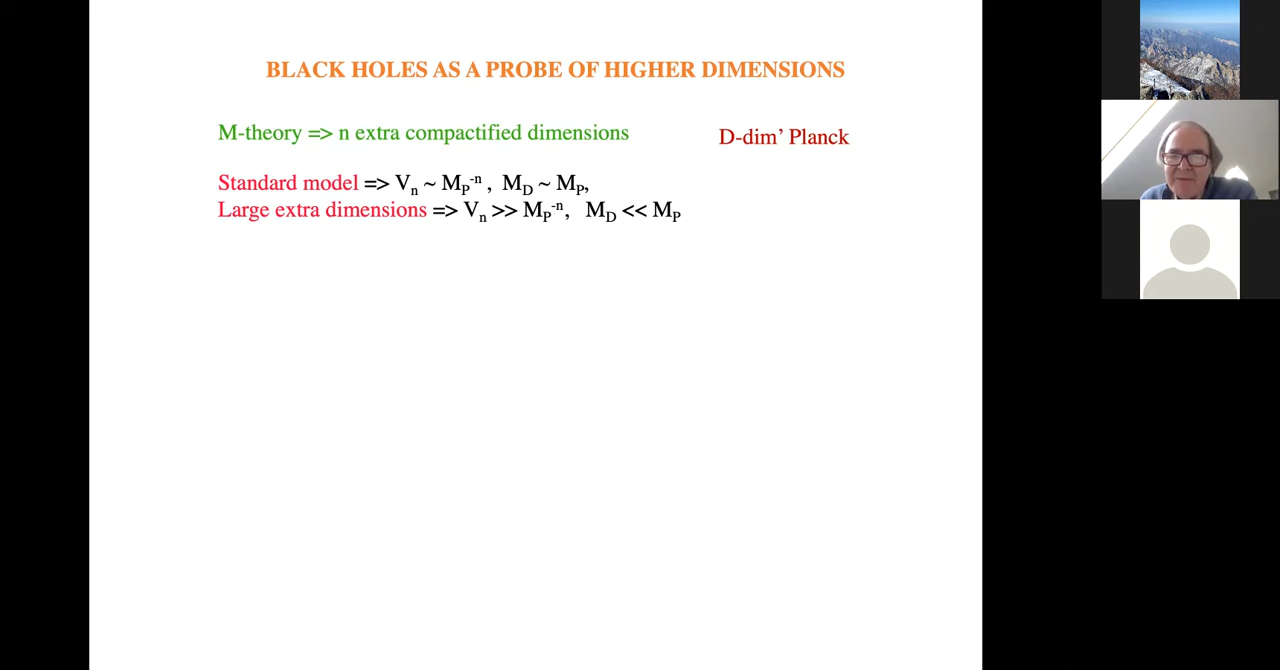 BLACK HOLES AS A PROBE OF HIGHER DIMENSIONS
M-theory => n extra compactified dimensions
D-dim’ Planck
Standard model => Vn ~ MP-n , MD ~ MP,
Large extra dimensions => Vn >> MP-n, MD << MP